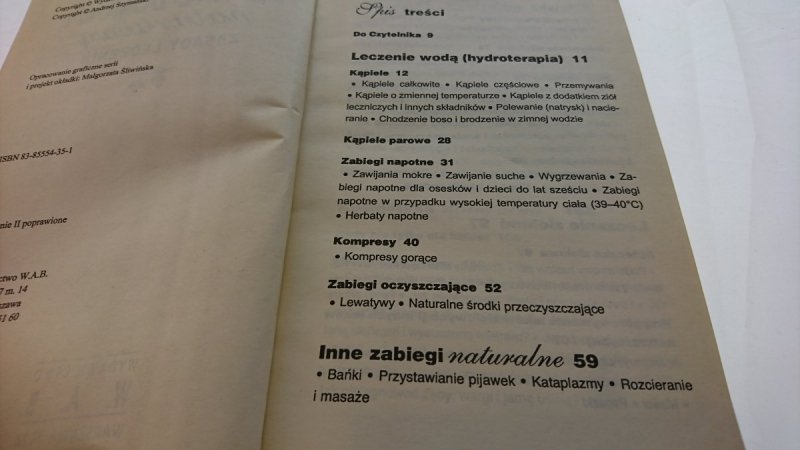 Copyright © Andrzej
Opracowanie graficzne serii
i projekt okładki: Małgorzata Śliwińska
ISBN 83-85554-35-1
II poprawione
W.A.B.
m. 14
60
Spis treści
Do Czytelnika 9
Leczenie wodą (hydroterapia) 11
Kąpiele 12
• Kąpiele całkowite • Kąpiele częściowe • Przemywania
• Kąpiele o zmiennej temperaturze • Kąpiele z dodatkiem ziół
leczniczych i innych składników • Polewanie (natrysk) i nacie-
ranie • Chodzenie boso i brodzenie w zimnej wodzie
Kąpiele parowe 28
Zabiegi napotne 31
• Zawijania mokre • Zawijanie suche • Wygrzewania • Za-
biegi napotne dla osesków i dzieci do lat sześciu • Zabiegi
napotne w przypadku wysokiej temperatury ciała (39–40°C)
• Herbaty napotne
Kompresy 40
• Kompresy gorące
Zabiegi oczyszczające 52
• Lewatywy • Naturalne środki przeczyszczające
Inne zabiegi naturalne 59
• Bańki • Przystawianie pijawek • Kataplazmy • Rozcieranie
i masaże